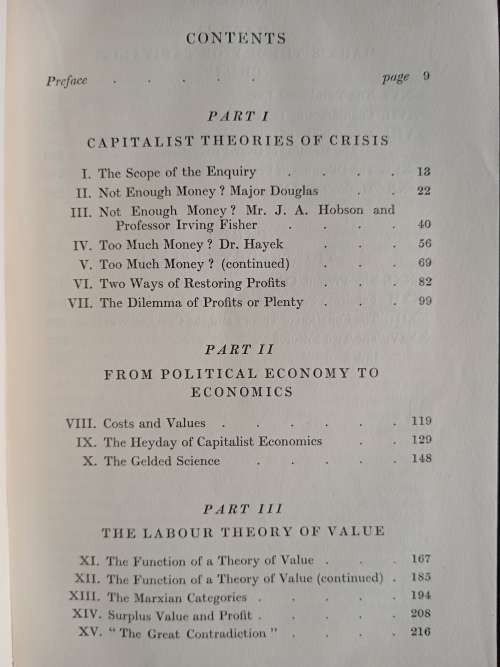 CONTENTS
Preface . . . . . page 9
PART I
CAPITALIST THEORIES OF CRISIS
I. The Scope of the Enquiry . . . . 13
II. Not Enough Money? Major Douglas . . 22
III. Not Enough Money? Mr. J. A. Hobson and
Professor Irving Fisher . . . . 40
IV. Too Much Money? Dr. Hayek . . . 56
V. Too Much Money? (continued) . . . 69
VI. Two Ways of Restoring Profits . . . 82
VII. The Dilemma of Profits or Plenty . . . 99
PART II
FROM POLITICAL ECONOMY TO
ECONOMICS
VIII. Costs and Values . . . . . . 119
IX. The Heyday of Capitalist Economics . . 129
X. The Gelded Science . . . . . 148
PART III
THE LABOUR THEORY OF VALUE
XI. The Function of a Theory of Value . . . 167
XII. The Function of a Theory of Value (continued) . 185
XIII. The Marxian Categories . . . . . 194
XIV. Surplus Value and Profit . . . . . 208
XV. "The Great Contradiction" . . . . 216